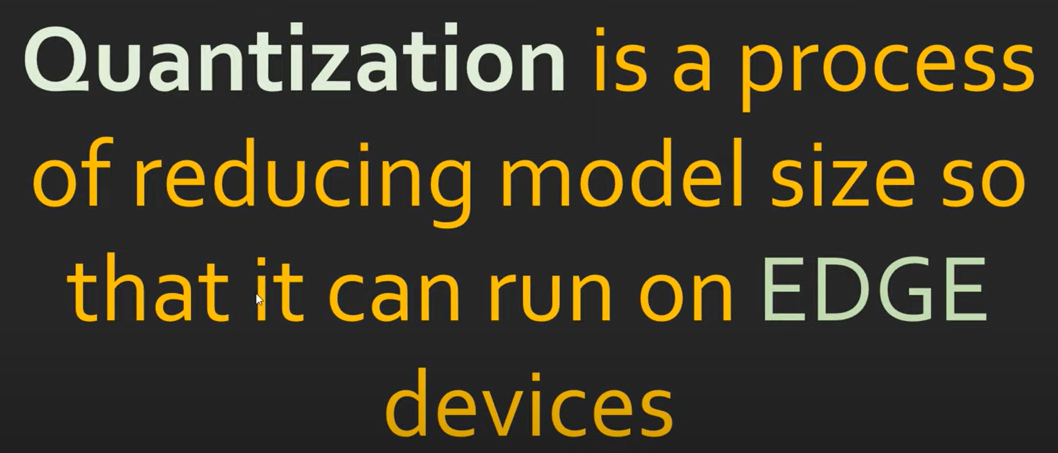 Quantization is a process
of reducing model size so
that it can run on EDGE
devices